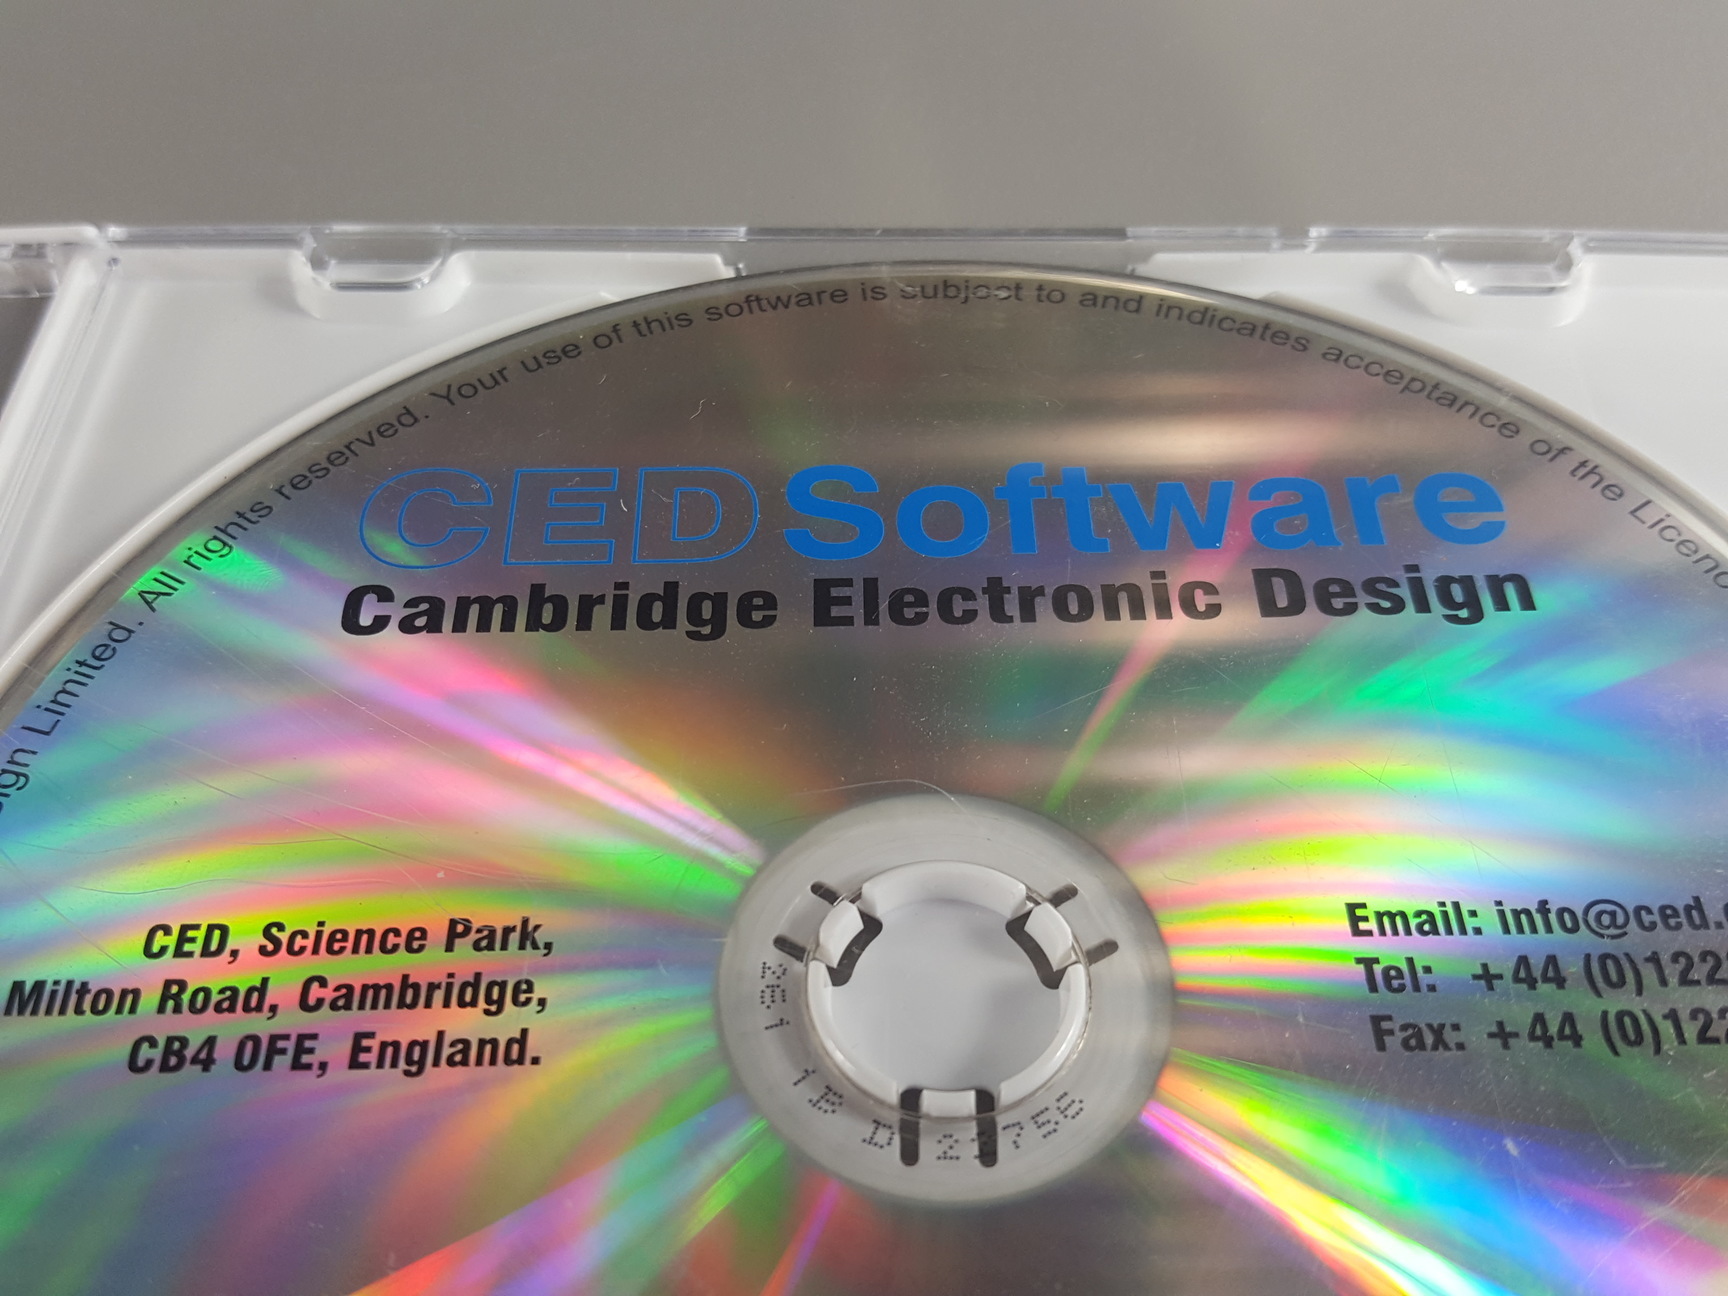 ign Limited. All rights reserved. Your use of this software is subject to and indicates acceptance of the Licenc
CED Software
Cambridge Electronic Design
CED, Science Park,
Milton Road, Cambridge,
CB4 0FE, England.
Email: info@ced.
Tel: +44 (0)122
Fax: +44 (0)122